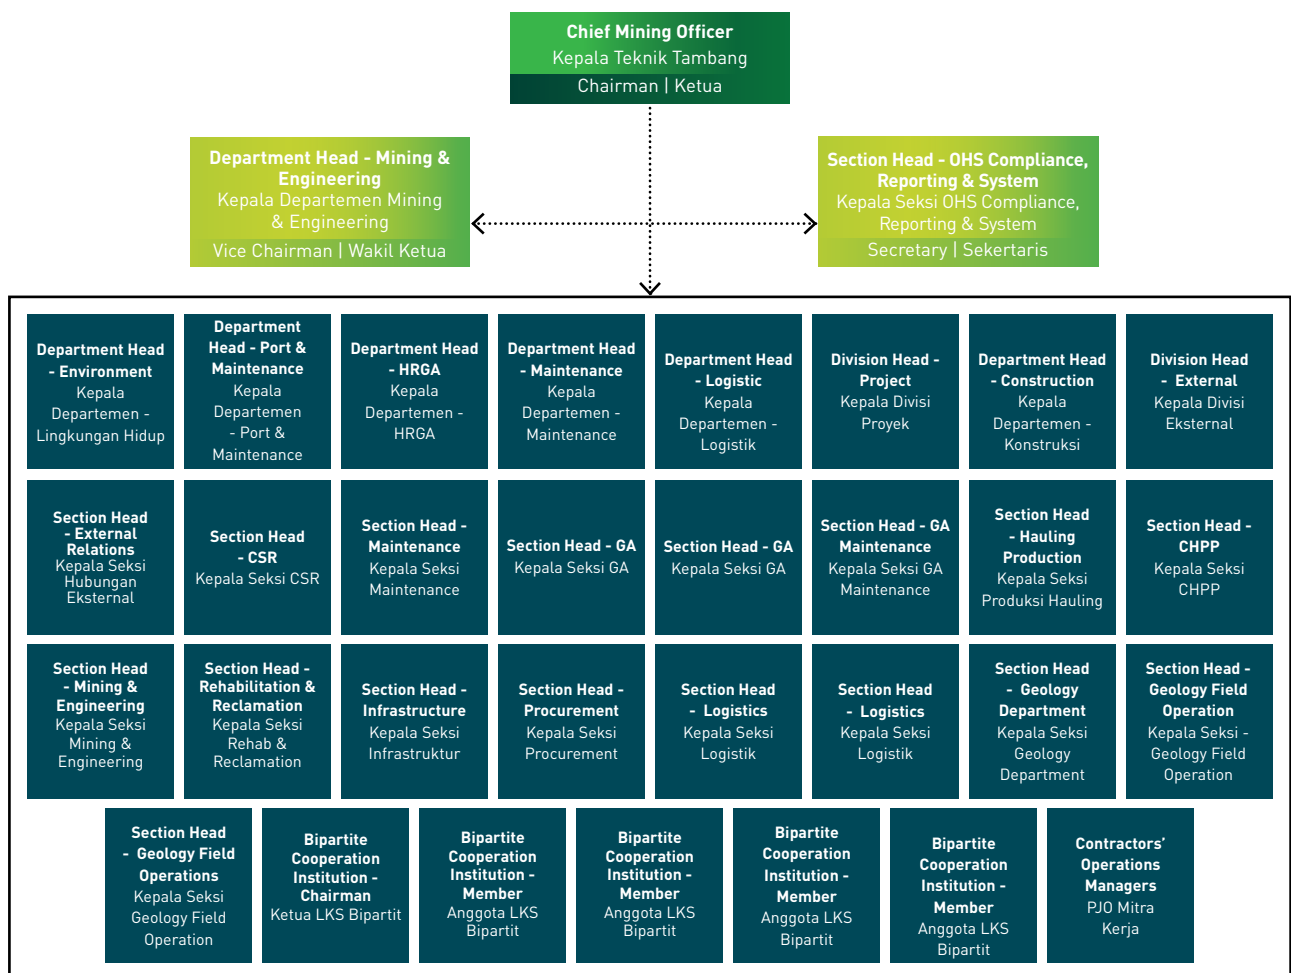 Chief Mining Officer
Kepala Teknik Tambang
Chairman | Ketua
Department Head - Mining &
Engineering
Kepala Departemen Mining
& Engineering
Vice Chairman | Wakil Ketua
Section Head - OHS Compliance,
Reporting & System
Kepala Seksi OHS Compliance,
Reporting & System
Secretary | Sekertaris
Department Head
- Environment
Kepala
Departemen -
Lingkungan Hidup
Department
Head - Port &
Maintenance
Kepala
Departemen
- Port &
Maintenance
Department Head
- HRGA
Kepala
Departemen -
HRGA
Department Head
- Maintenance
Kepala
Departemen -
Maintenance
Department Head
- Logistic
Kepala
Departemen -
Logistik
Division Head -
Project
Kepala Divisi
Proyek
Department Head
- Construction
Kepala
Departemen -
Konstruksi
Division Head
- External
Kepala Divisi
Eksternal
Section Head
- External
Relations
Kepala Seksi
Hubungan
Eksternal
Section Head
- CSR
Kepala Seksi CSR
Section Head -
Maintenance
Kepala Seksi
Maintenance
Section Head - GA
Kepala Seksi GA
Section Head - GA
Kepala Seksi GA
Section Head - GA
Maintenance
Kepala Seksi GA
Maintenance
Section Head
- Hauling
Production
Kepala Seksi
Produksi Hauling
Section Head -
CHPP
Kepala Seksi
CHPP
Section Head
- Mining &
Engineering
Kepala Seksi
Mining &
Engineering
Section Head -
Rehabilitation &
Reclamation
Kepala Seksi
Rehab &
Reclamation
Section Head -
Infrastructure
Kepala Seksi
Infrastruktur
Section Head -
Procurement
Kepala Seksi
Procurement
Section Head
- Logistics
Kepala Seksi
Logistik
Section Head
- Logistics
Kepala Seksi
Logistik
Section Head
- Geology
Department
Kepala Seksi
Geology
Department
Section Head -
Geology Field
Operation
Kepala Seksi -
Geology Field
Operation
Section Head
- Geology Field
Operations
Kepala Seksi
Geology Field
Operation
Bipartite
Cooperation
Institution -
Chairman
Ketua LKS Bipartit
Bipartite
Cooperation
Institution -
Member
Anggota LKS
Bipartit
Bipartite
Cooperation
Institution -
Member
Anggota LKS
Bipartit
Bipartite
Cooperation
Institution -
Member
Anggota LKS
Bipartit
Bipartite
Cooperation
Institution -
Member
Anggota LKS
Bipartit
Contractors’
Operations
Managers
PJO Mitra
Kerja